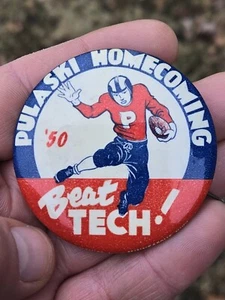 PULASKI HOMECOMING
'50
P
Beat
TECH!